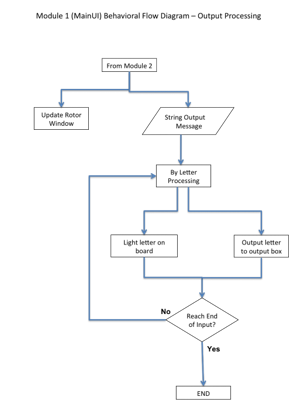 Module 1 (MainUI) Behavioral Flow Diagram – Output Processing
From Module 2
Update Rotor
Window
String Output
Message
By Letter
Processing
Light letter on
board
Output letter
to output box
No
Reach End
of Input?
Yes
END